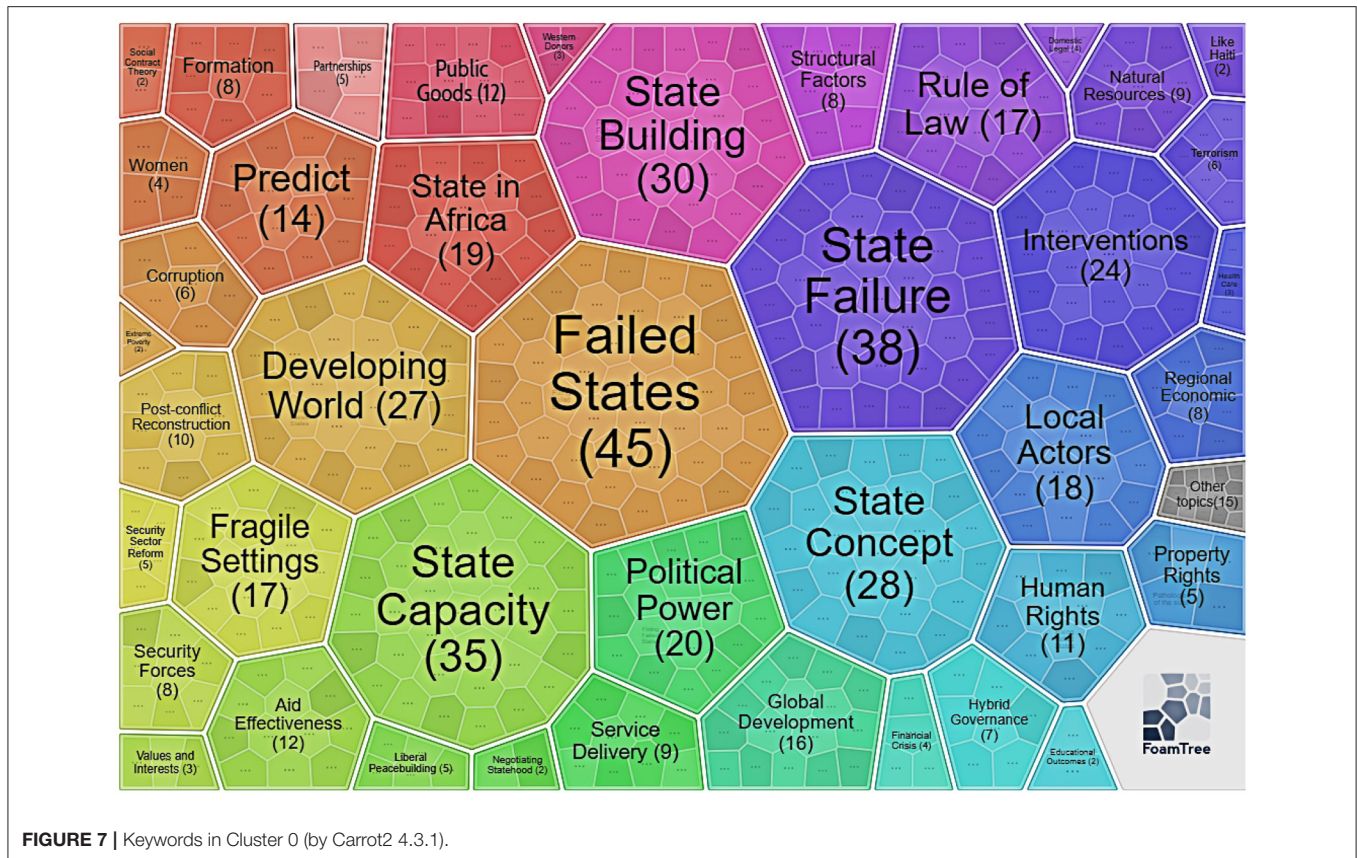 Social
Contract
Theory
(2)
Formation
(8)
Partnerships
(5)
Public
Goods (12)
Western
Donors
(3)
State
Building
(30)
Structural
Factors
(8)
Rule of
Law (17)
Domestic
Legal (4)
Natural
Resources (9)
Like
Haiti
(2)
Women
(4)
Predict
(14)
State in
Africa
(19)
State
Failure
(38)
Interventions
(24)
Terrorism
(6)
Corruption
(6)
Health
Care
(3)
Extreme
Poverty
(2)
Developing
World (27)
Failed
States
(45)
Local
Actors
(18)
Regional
Economic
(8)
Post-conflict
Reconstruction
(10)
Other
topics(15)
Security
Sector
Reform
(5)
Fragile
Settings
(17)
State
Capacity
(35)
Political
Power
(20)
State
Concept
(28)
Human
Rights
(11)
Property
Rights
(5)
Security
Forces
(8)
Aid
Effectiveness
(12)
Values and
Interests (3)
Liberal
Peacebuilding (5)
Negotiating
Statehood (2)
Service
Delivery (9)
Global
Development
(16)
Financial
Crisis (4)
Hybrid
Governance
(7)
Educational
Outcomes (2)
FoamTree
FIGURE 7 | Keywords in Cluster 0 (by Carrot2 4.3.1).